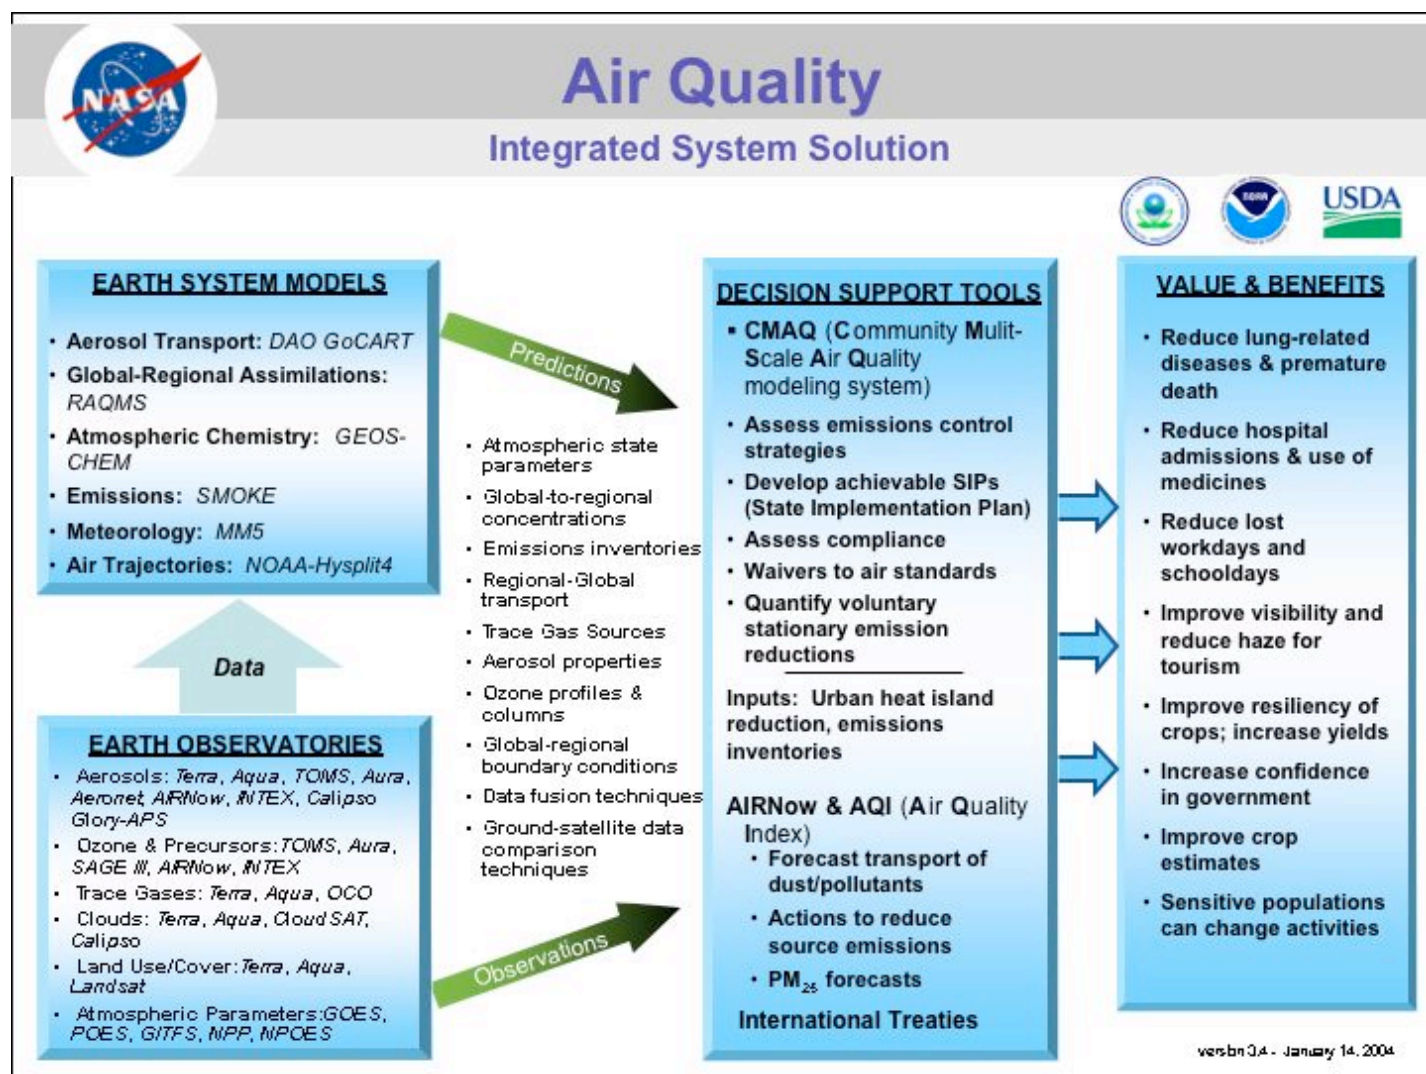 NASA
Air Quality
Integrated System Solution
NOAA
USDA
EARTH SYSTEM MODELS
• Aerosol Transport: DAO GoCART
• Global-Regional Assimilations:
RAQMS
• Atmospheric Chemistry: GEOS-
CHEM
• Emissions: SMOKE
• Meteorology: MM5
• Air Trajectories: NOAA-Hysplit4
Data
EARTH OBSERVATORIES
• Aerosols: Terra, Aqua, TOMS, Aura,
Aeronet, AIRNow, INTEX, Calipso
Glory-APS
• Ozone & Precursors:TOMS, Aura,
SAGE III, AIRNow, INTEX
• Trace Gases: Terra, Aqua, OCO
• Clouds: Terra, Aqua, CloudSAT,
Calipso
• Land Use/Cover:Terra, Aqua,
Landsat
• Atmospheric Parameters:GOES,
POES, GITFS, NPP, NPOES
Predictions
• Atmospheric state
parameters
• Global-to-regional
concentrations
• Emissions inventories
• Regional-Global
transport
• Trace Gas Sources
• Aerosol properties
• Ozone profiles &
columns
• Global-regional
boundary conditions
• Data fusion techniques
• Ground-satellite data
comparison
techniques
Observations
DECISION SUPPORT TOOLS
▪ CMAQ (Community Mulit-
Scale Air Quality
modeling system)
• Assess emissions control
strategies
• Develop achievable SIPs
(State Implementation Plan)
• Assess compliance
• Waivers to air standards
• Quantify voluntary
stationary emission
reductions
Inputs: Urban heat island
reduction, emissions
inventories
AIRNow & AQI (Air Quality
Index)
• Forecast transport of
dust/pollutants
• Actions to reduce
source emissions
• PM25 forecasts
International Treaties
VALUE & BENEFITS
• Reduce lung-related
diseases & premature
death
• Reduce hospital
admissions & use of
medicines
• Reduce lost
workdays and
schooldays
• Improve visibility and
reduce haze for
tourism
• Improve resiliency of
crops; increase yields
• Increase confidence
in government
• Improve crop
estimates
• Sensitive populations
can change activities
version 3.4 - January 14, 2004